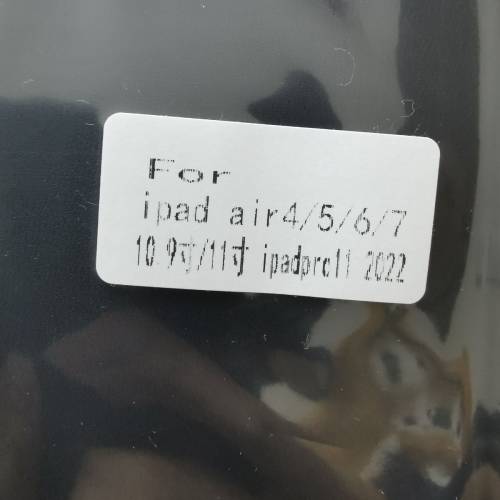 For
ipad air4/5/6/7
10.9寸/11寸 ipadpro11 2022